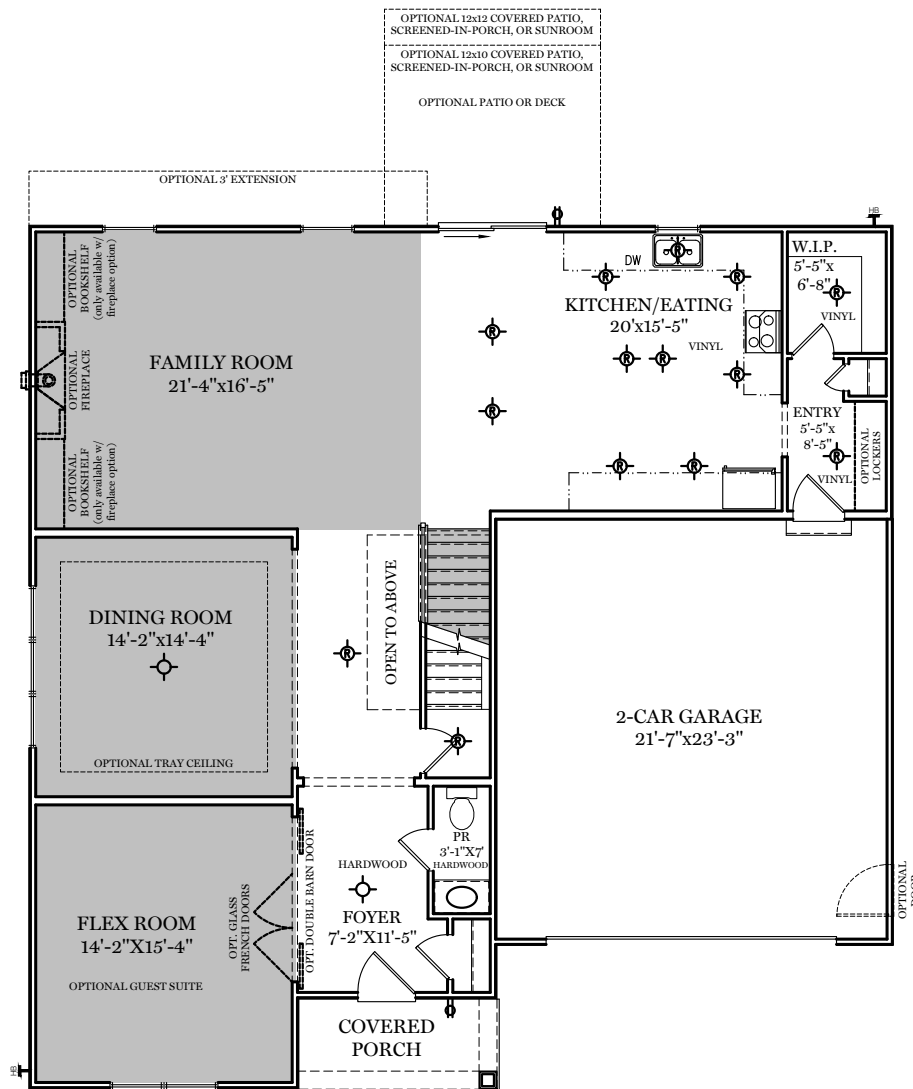 OPTIONAL 12x12 COVERED PATIO,
SCREENED-IN-PORCH, OR SUNROOM
OPTIONAL 12x10 COVERED PATIO,
SCREENED-IN-PORCH, OR SUNROOM
OPTIONAL PATIO OR DECK
OPTIONAL 3' EXTENSION
HB
OPTIONAL
BOOKSHELF
(only available w/
fireplace option)
OPTIONAL
FIREPLACE
OPTIONAL
BOOKSHELF
(only available w/
fireplace option)
FAMILY ROOM
21'-4"x16'-5"
DW
R
R
R
KITCHEN/EATING
20'x15'-5"
VINYL
R
R
R
R
R
R
R
W.I.P.
5'-5"x
6'-8"
R
VINYL
ENTRY
5'-5"x
8'-5"
R
VINYL
OPTIONAL
LOCKERS
DINING ROOM
14'-2"x14'-4"
OPTIONAL TRAY CEILING
R
OPEN TO ABOVE
R
2-CAR GARAGE
21'-7"x23'-3"
OPTIONAL
DOOR
PR
3'-1"X7'
HARDWOOD
HARDWOOD
FOYER
7'-2"X11'-5"
OPT. DOUBLE BARN DOOR
OPT. GLASS
FRENCH DOORS
FLEX ROOM
14'-2"X15'-4"
OPTIONAL GUEST SUITE
COVERED
PORCH
HB